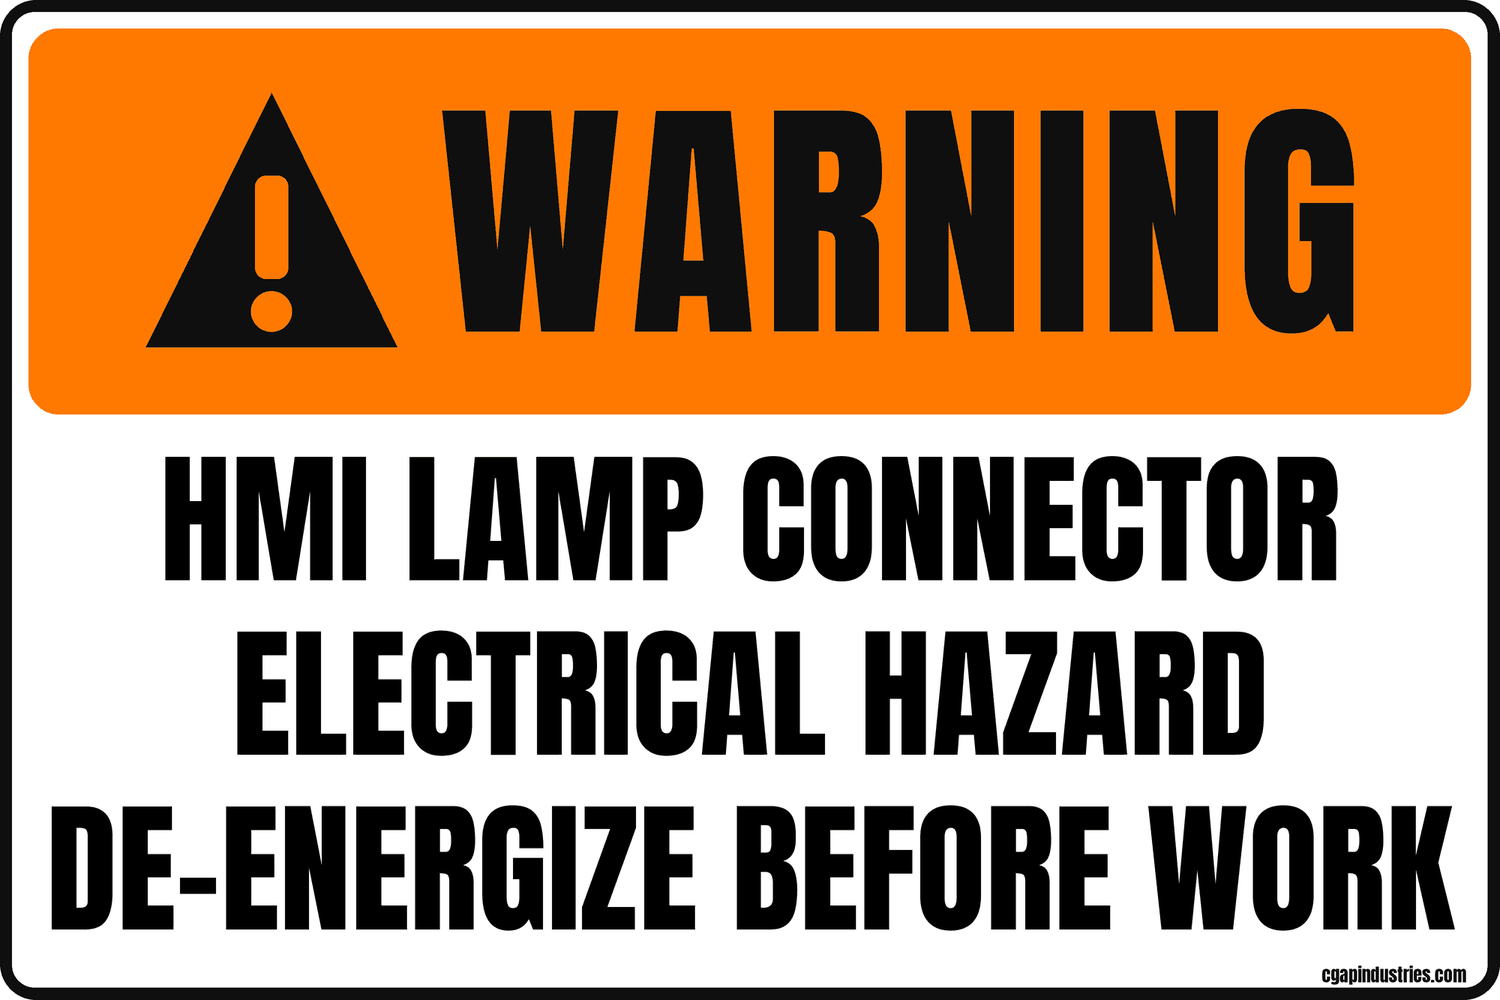 WARNING
HMI LAMP CONNECTOR
ELECTRICAL HAZARD
DE-ENERGIZE BEFORE WORK
cgapindustries.com